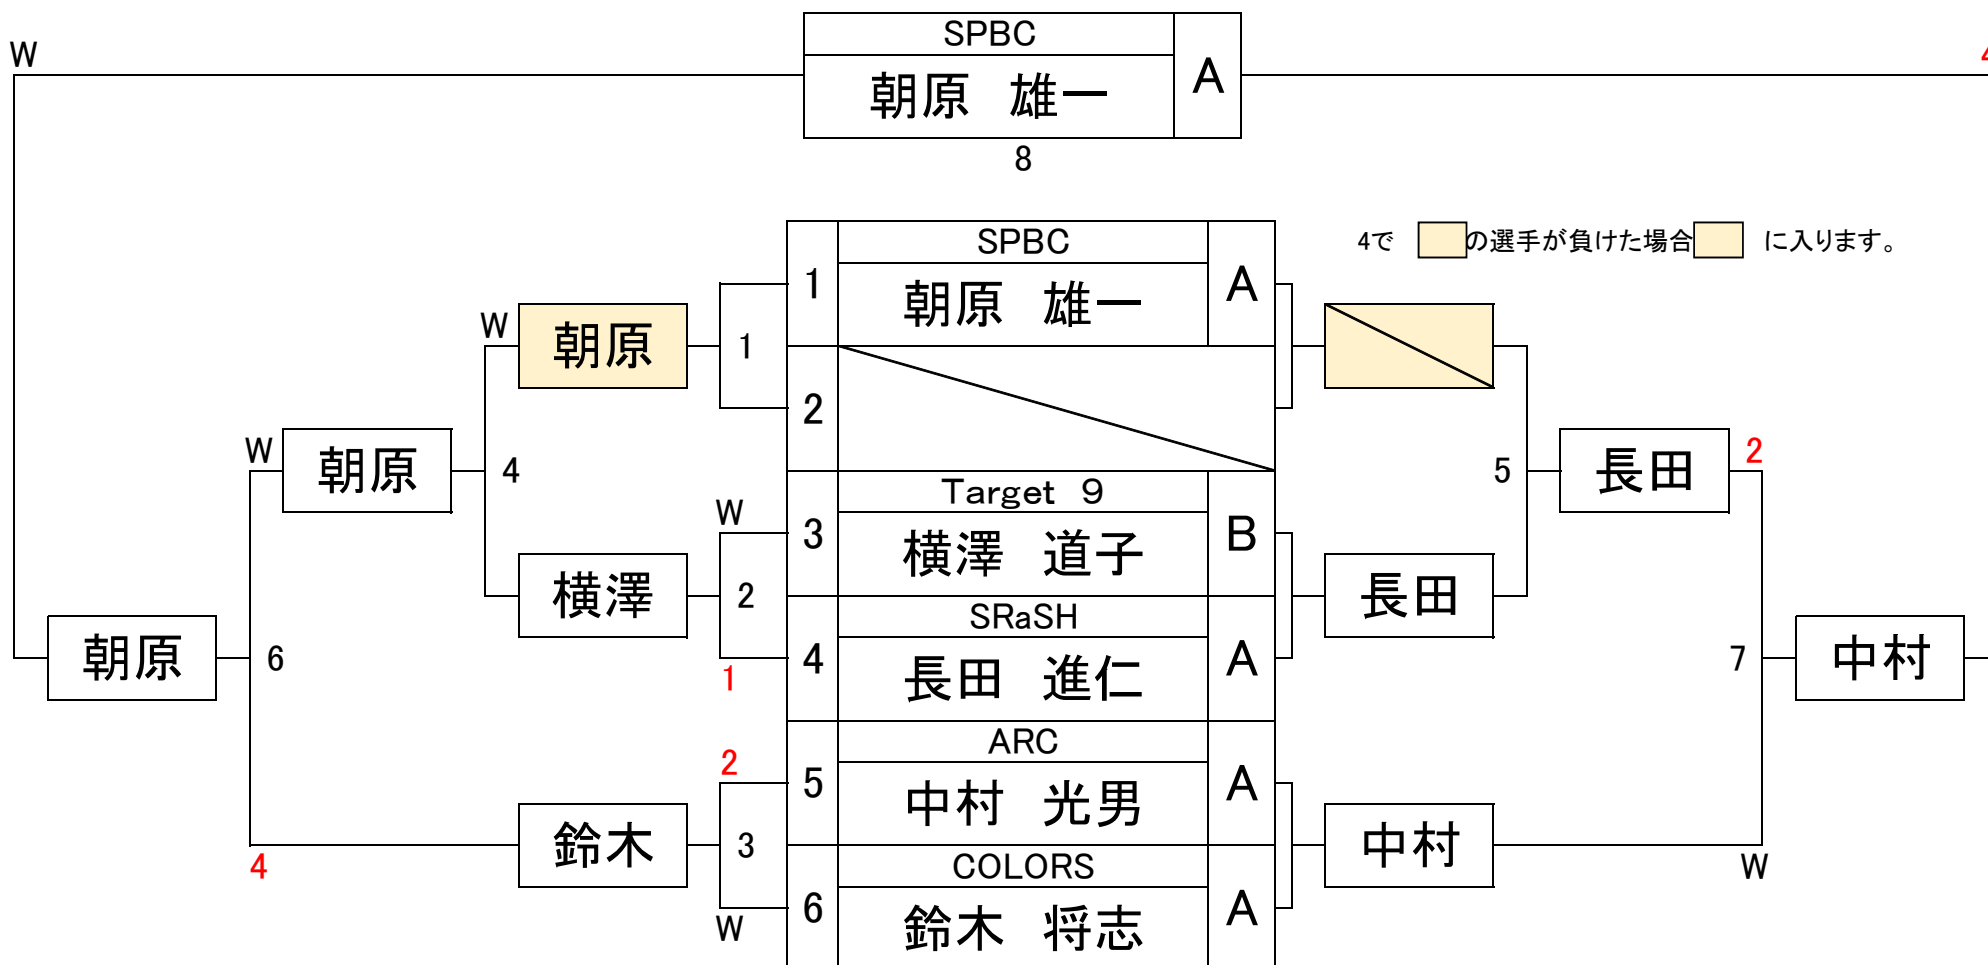 SPBC
W
4
朝原 雄一
A
8
SPBC
4で の選手が負けた場合 に入ります。
1
朝原 雄一
A
W
朝原
1
2
W
朝原
4
長田
2
5
Target 9
W
3
横澤 道子
B
横澤
2
長田
SRaSH
朝原
6
1
4
長田 進仁
A
7
中村
ARC
2
5
中村 光男
A
鈴木
3
中村
4
W
COLORS
W
6
鈴木 将志
A